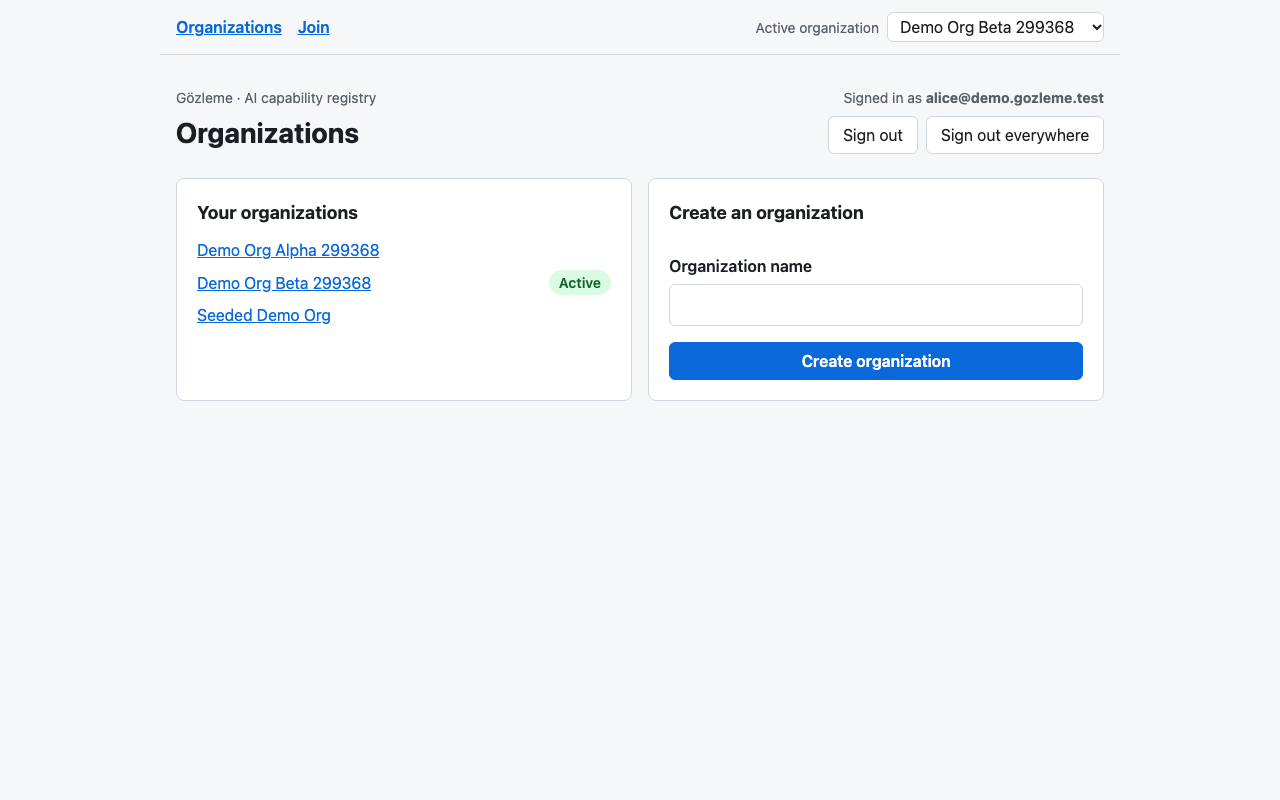 Organizations Join Active organization Demo Org Beta 299368
Gözleme · AI capability registry
Organizations
Signed in as alice@demo.gozleme.test
Sign out Sign out everywhere
Your organizations
Demo Org Alpha 299368
Demo Org Beta 299368 Active
Seeded Demo Org
Create an organization
Organization name
Create organization